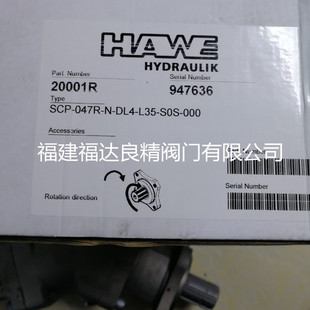 HAWE
HYDRAULIK
Part. Number
Serial Number
20001R
947636
Type
SCP-047R-N-DL4-L35-S0S-000
Accessories
福建福达良精阀门有限公司
Serial Number
Rotation direction